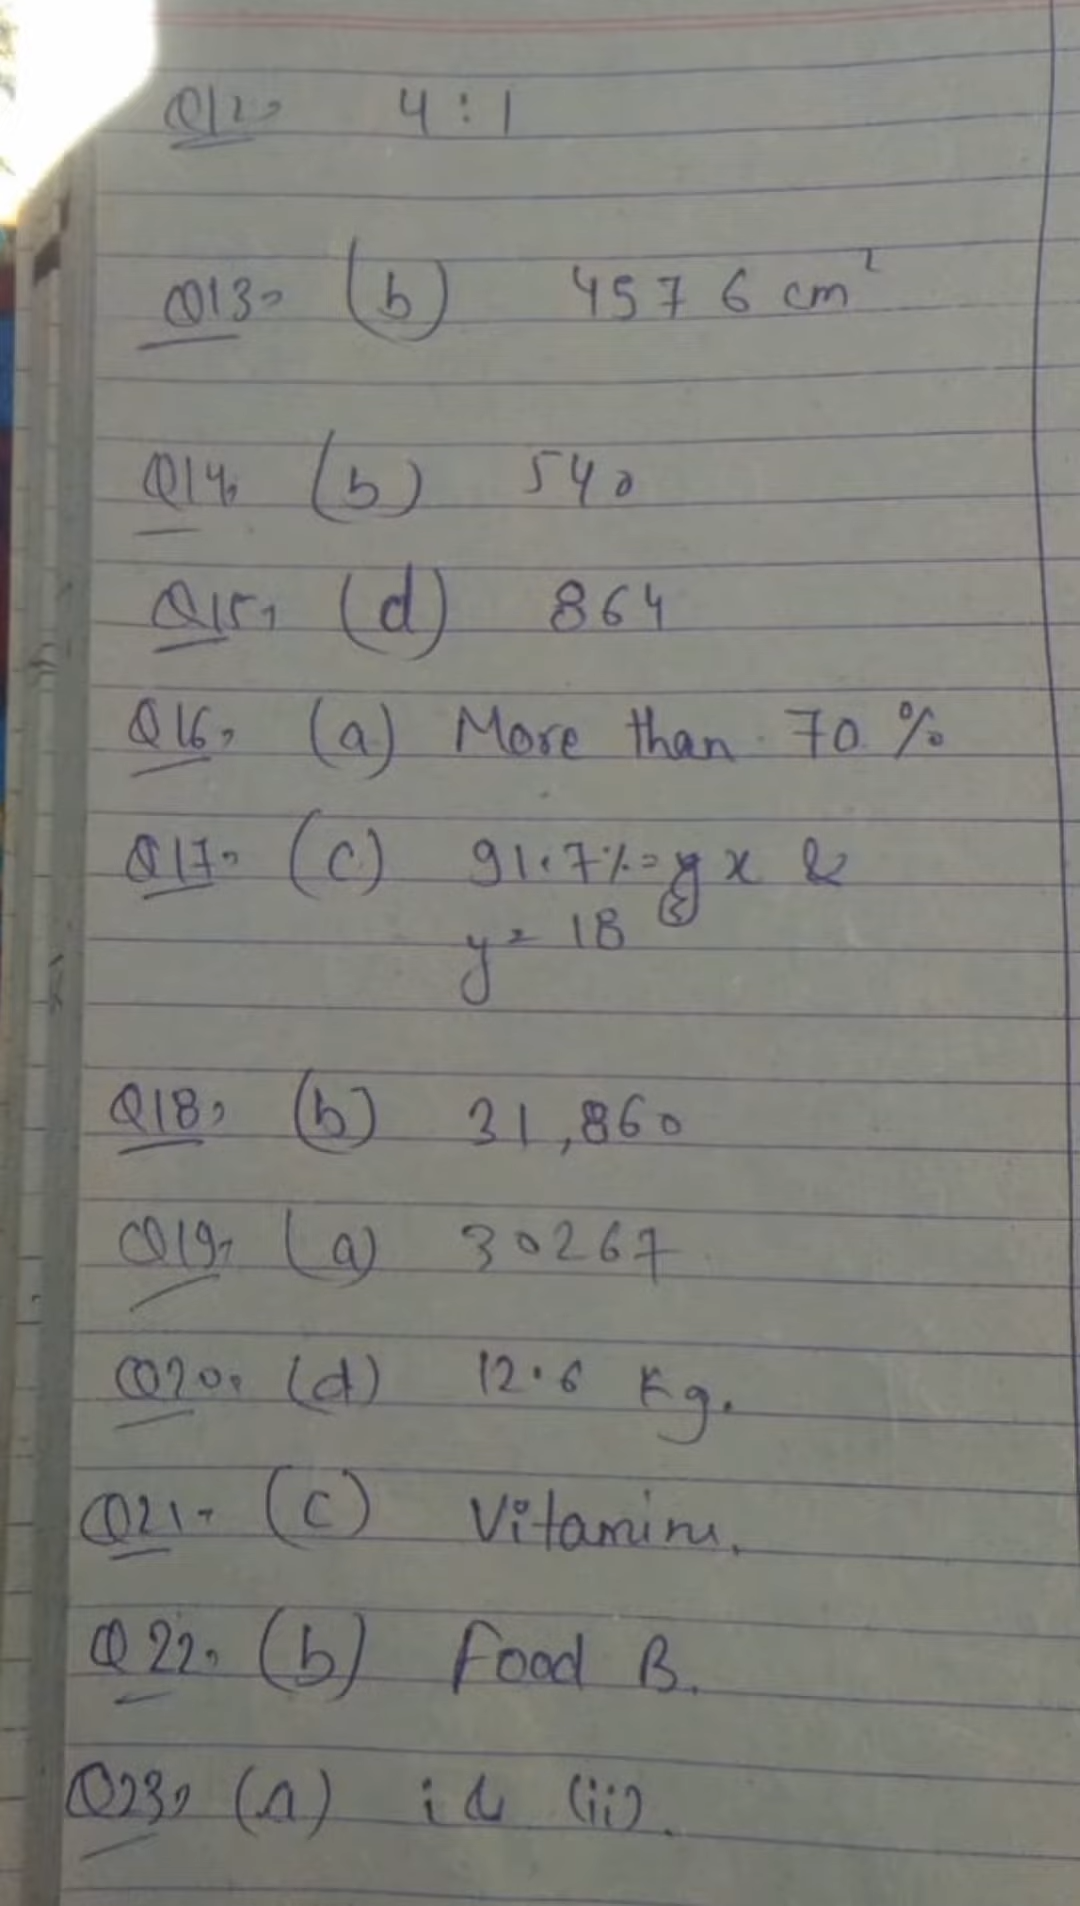 Q12, 4:1
Q13, (b) 4576 cm²
Q14, (b) 540
Q15, (d) 864
Q16, (a) More than 70 %
Q17, (c) 91.7%= x &
y = 18
Q18, (b) 31,860
Q19, (a) 30267
Q20, (d) 12.6 Kg.
Q21, (c) Vitamins.
Q22, (b) Food B.
Q23, (a) i & (ii).